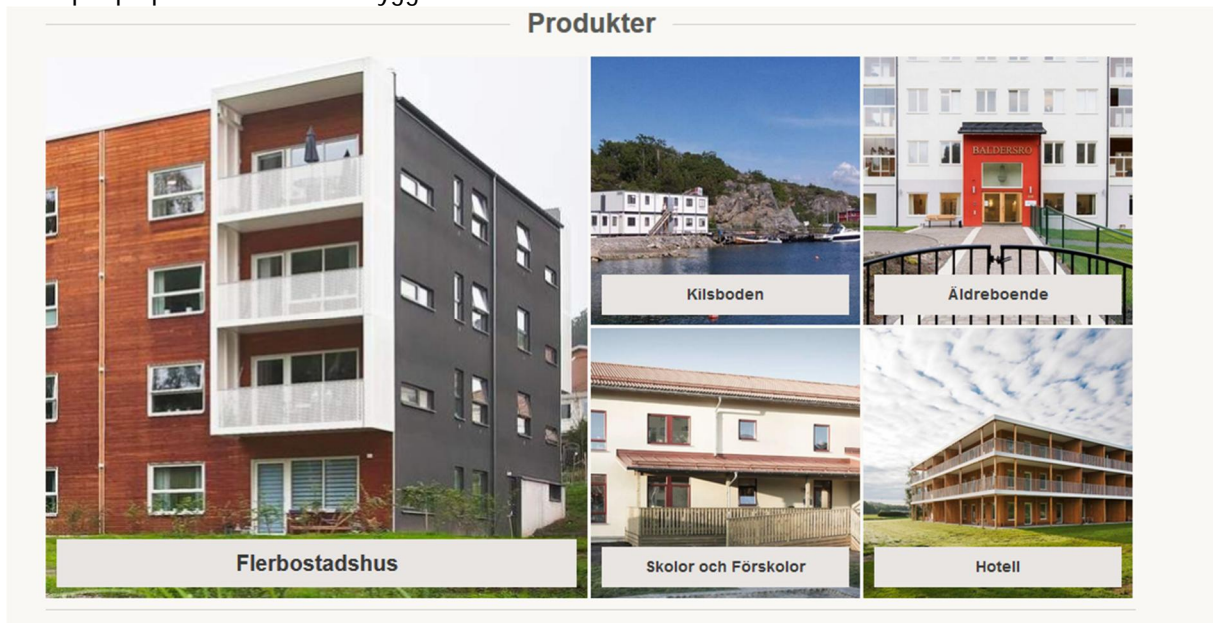 Produkter
BALDERSRO
Kilsboden
Äldreboende
Flerbostadshus
Skolor och Förskolor
Hotell